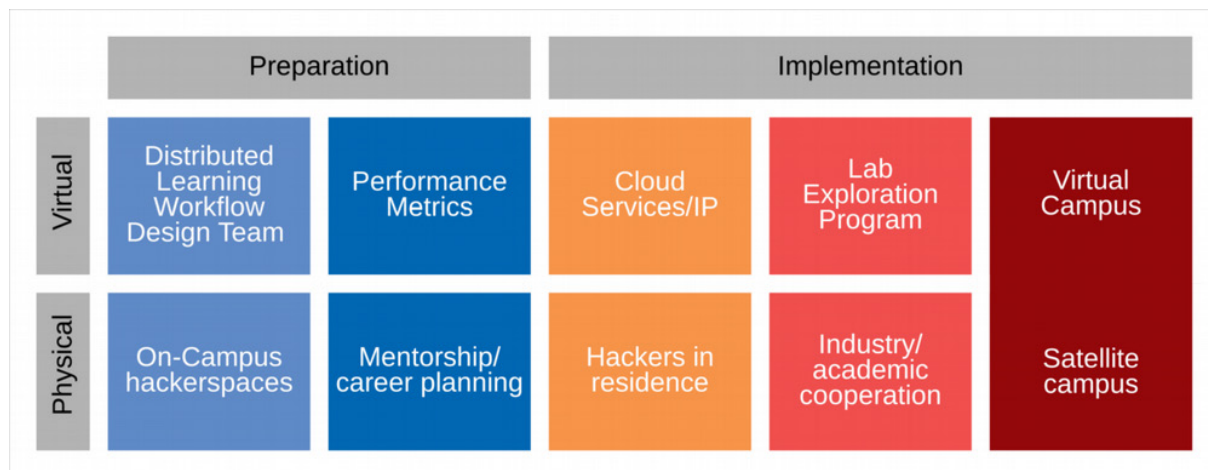 Preparation
Implementation
Virtual
Distributed
Learning
Workflow
Design Team
Performance
Metrics
Cloud
Services/IP
Lab
Exploration
Program
Virtual
Campus
Physical
On-Campus
hackerspaces
Mentorship/
career planning
Hackers in
residence
Industry/
academic
cooperation
Satellite
campus